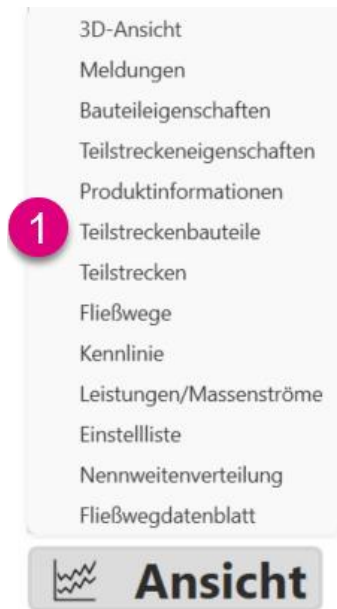 3D-Ansicht
Meldungen
Bauteileigenschaften
Teilstreckeneigenschaften
Produktinformationen
1 Teilstreckenbauteile
Teilstrecken
Fließwege
Kennlinie
Leistungen/Massenströme
Einstellliste
Nennweitenverteilung
Fließwegdatenblatt
Ansicht